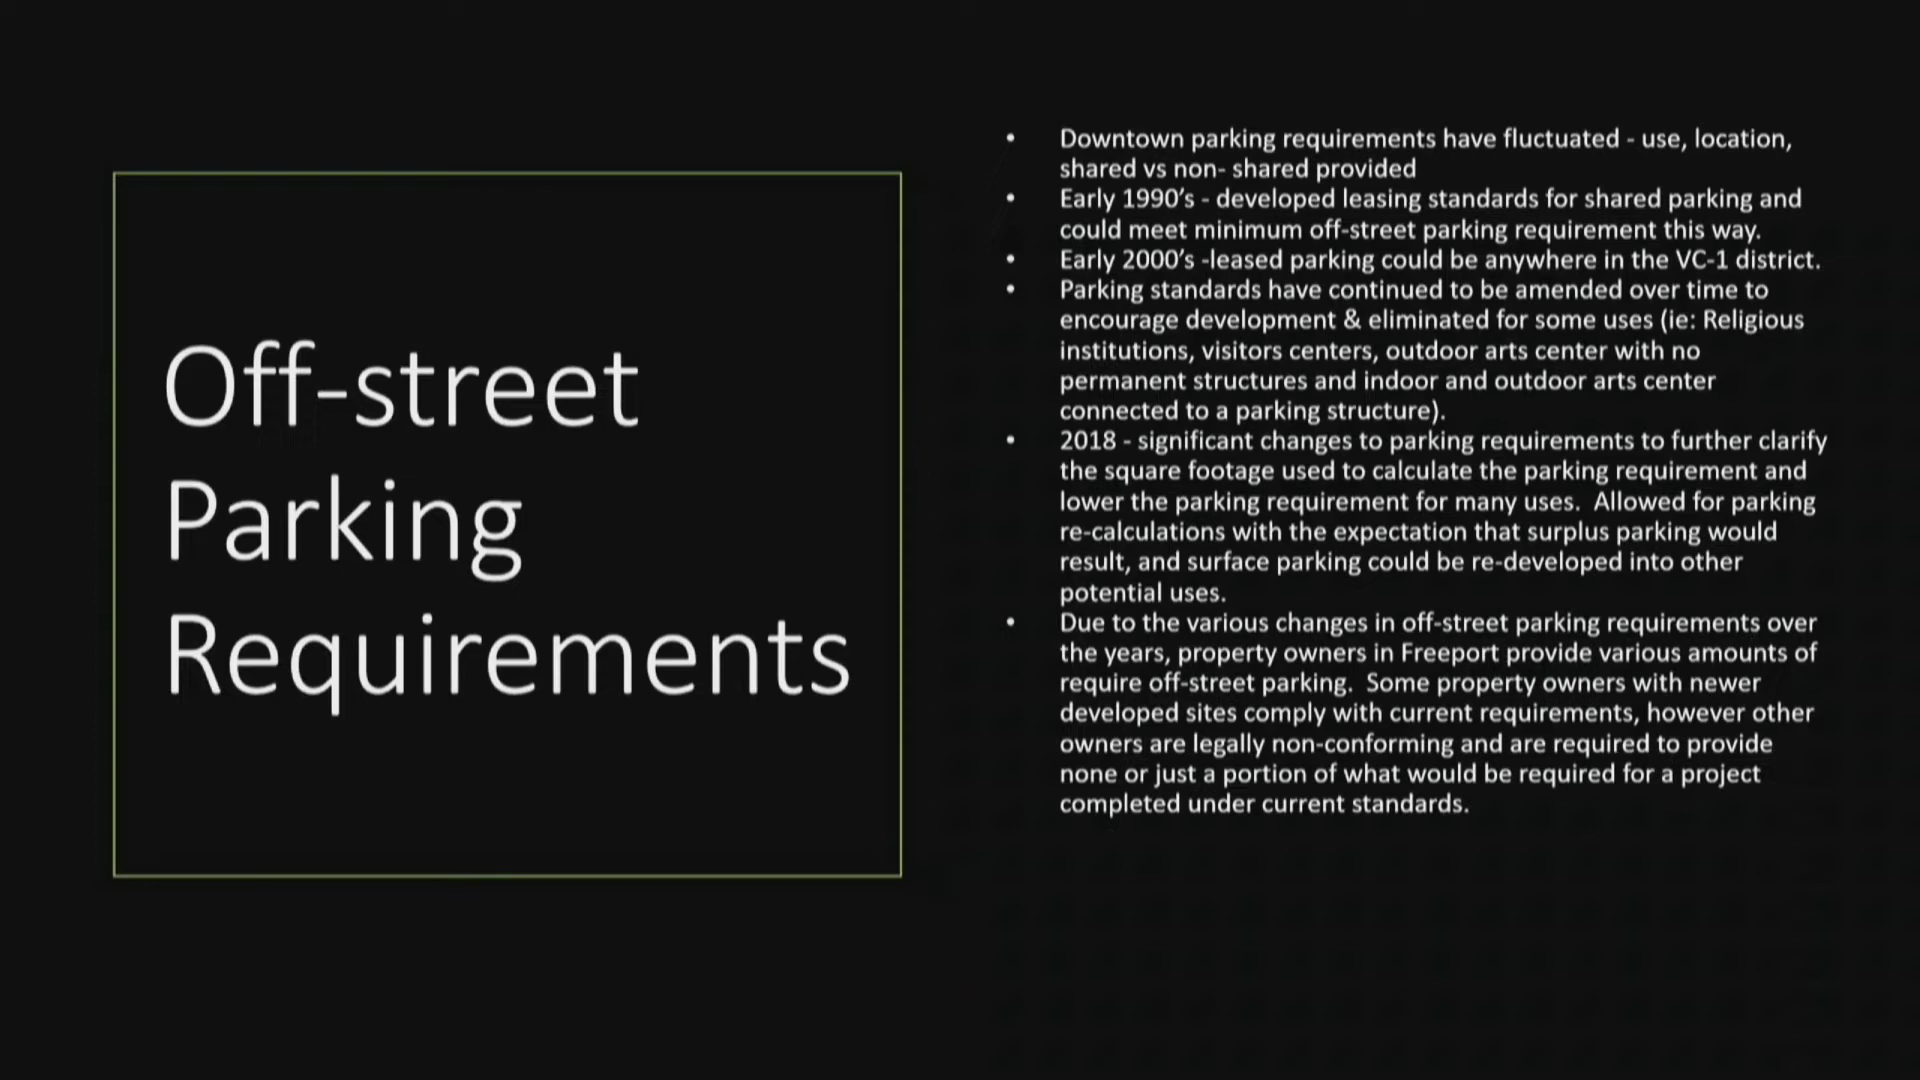 Off-street
Parking
Requirements
• Downtown parking requirements have fluctuated - use, location,
shared vs non- shared provided
• Early 1990’s - developed leasing standards for shared parking and
could meet minimum off-street parking requirement this way.
• Early 2000’s -leased parking could be anywhere in the VC-1 district.
• Parking standards have continued to be amended over time to
encourage development & eliminated for some uses (ie: Religious
institutions, visitors centers, outdoor arts center with no
permanent structures and indoor and outdoor arts center
connected to a parking structure).
• 2018 - significant changes to parking requirements to further clarify
the square footage used to calculate the parking requirement and
lower the parking requirement for many uses.  Allowed for parking
re-calculations with the expectation that surplus parking would
result, and surface parking could be re-developed into other
potential uses.
• Due to the various changes in off-street parking requirements over
the years, property owners in Freeport provide various amounts of
require off-street parking.  Some property owners with newer
developed sites comply with current requirements, however other
owners are legally non-conforming and are required to provide
none or just a portion of what would be required for a project
completed under current standards.